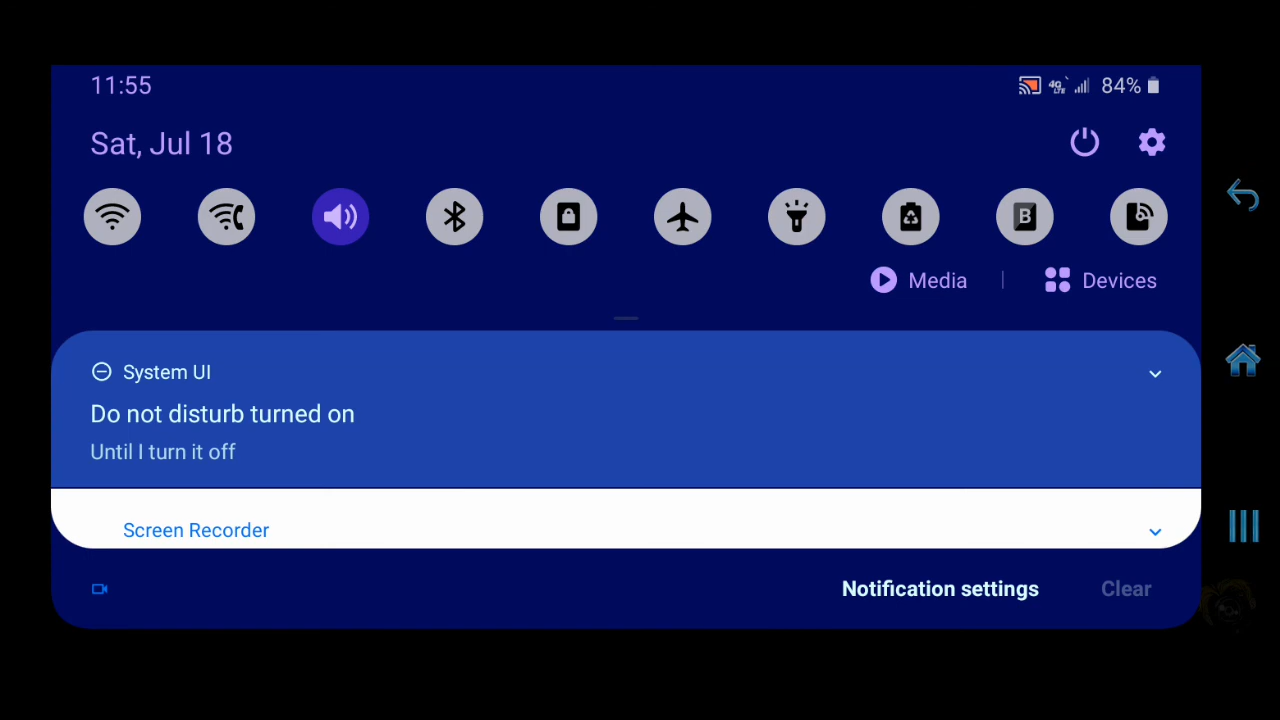 11:55
84%
Sat, Jul 18
Media
Devices
System UI
Do not disturb turned on
Until I turn it off
Screen Recorder
Notification settings
Clear